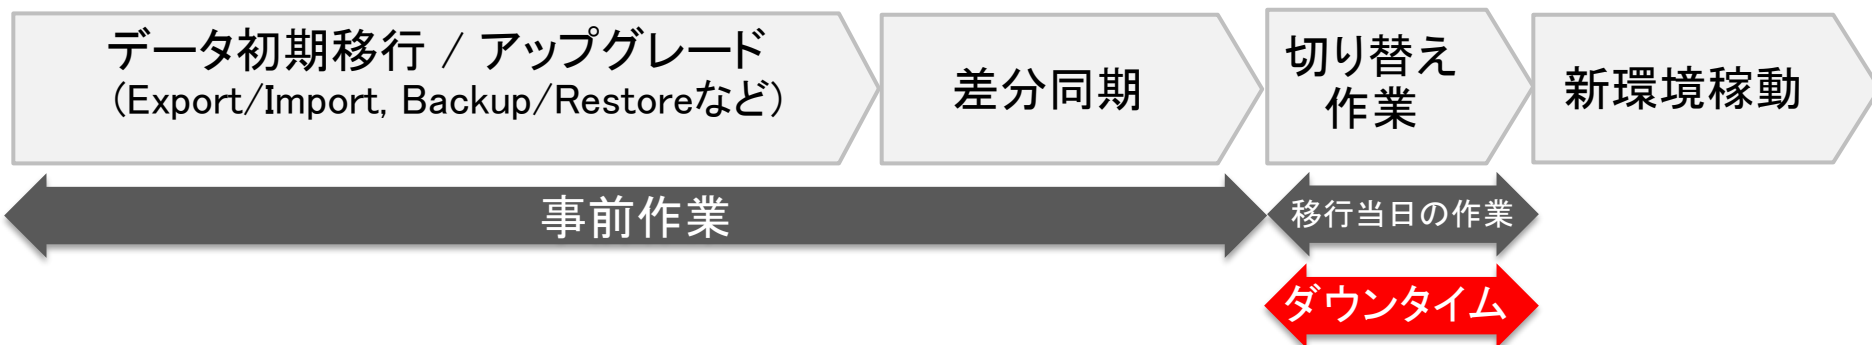 データ初期移行 / アップグレード
(Export/Import, Backup/Restoreなど)
差分同期
切り替え
作業
新環境稼動
事前作業
移行当日の作業
ダウンタイム